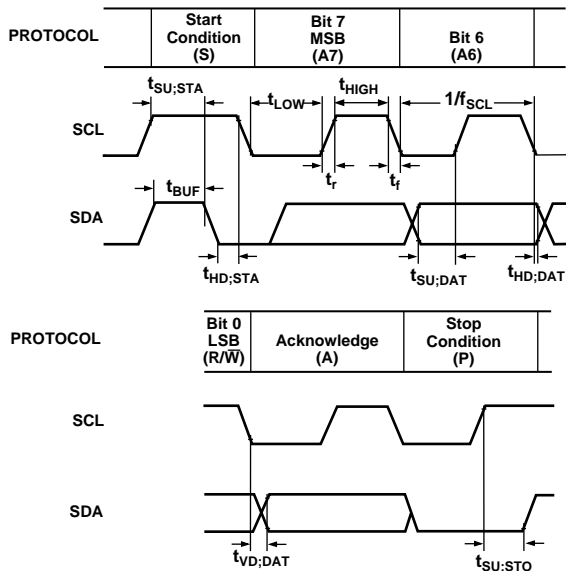 PROTOCOL
Start Condition (S)
Bit 7 MSB (A7)
Bit 6 (A6)
tSU;STA
tLOW
tHIGH
1/fSCL
SCL
tr
tf
tBUF
SDA
tHD;STA
tSU;DAT
tHD;DAT
PROTOCOL
Bit 0 LSB (R/W̅)
Acknowledge (A)
Stop Condition (P)
SCL
SDA
tVD;DAT
tSU;STO